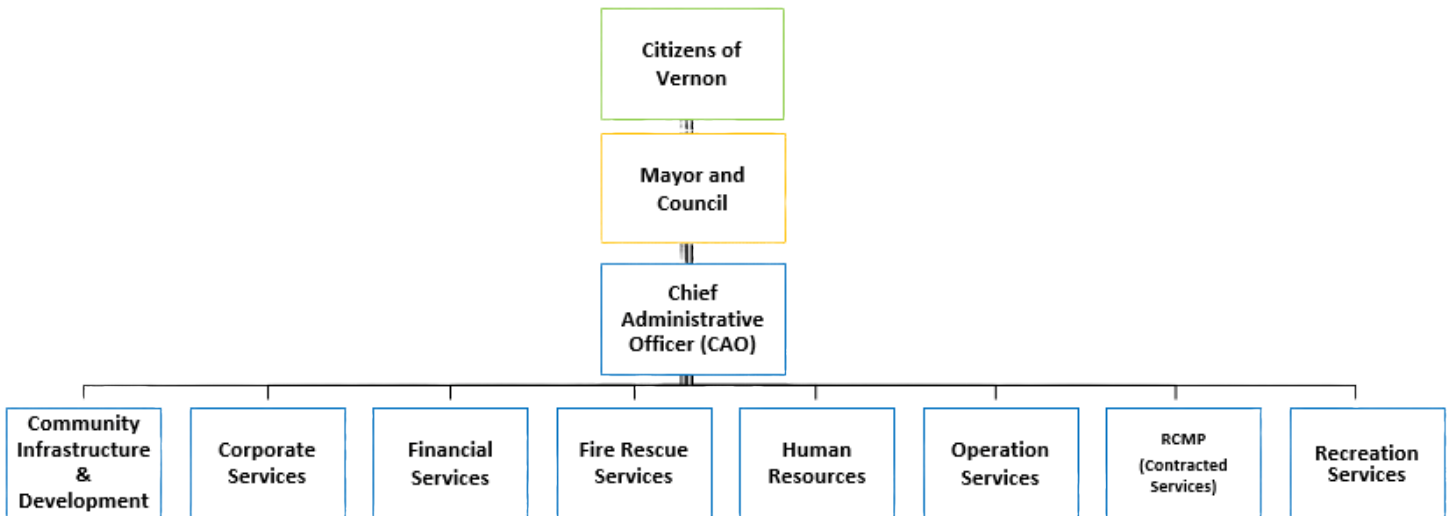 Citizens of
Vernon
Mayor and
Council
Chief
Administrative
Officer (CAO)
Community
Infrastructure
&
Development
Corporate
Services
Financial
Services
Fire Rescue
Services
Human
Resources
Operation
Services
RCMP
(Contracted
Services)
Recreation
Services